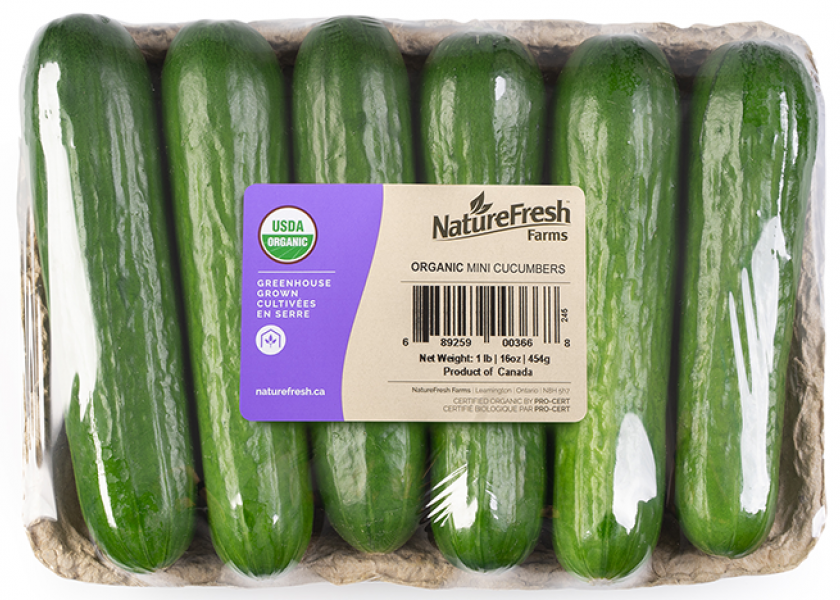 USDA
ORGANIC
GREENHOUSE
GROWN
CULTIVÉES
EN SERRE
naturefresh.ca
NatureFresh™
Farms
ORGANIC MINI CUCUMBERS
245
6 89259 00366 8
Net Weight: 1 lb | 16oz | 454g
Product of Canada
NatureFresh Farms | Leamington | Ontario | N8H 5H7
CERTIFIED ORGANIC BY PRO-CERT
CERTIFIÉ BIOLOGIQUE PAR PRO-CERT